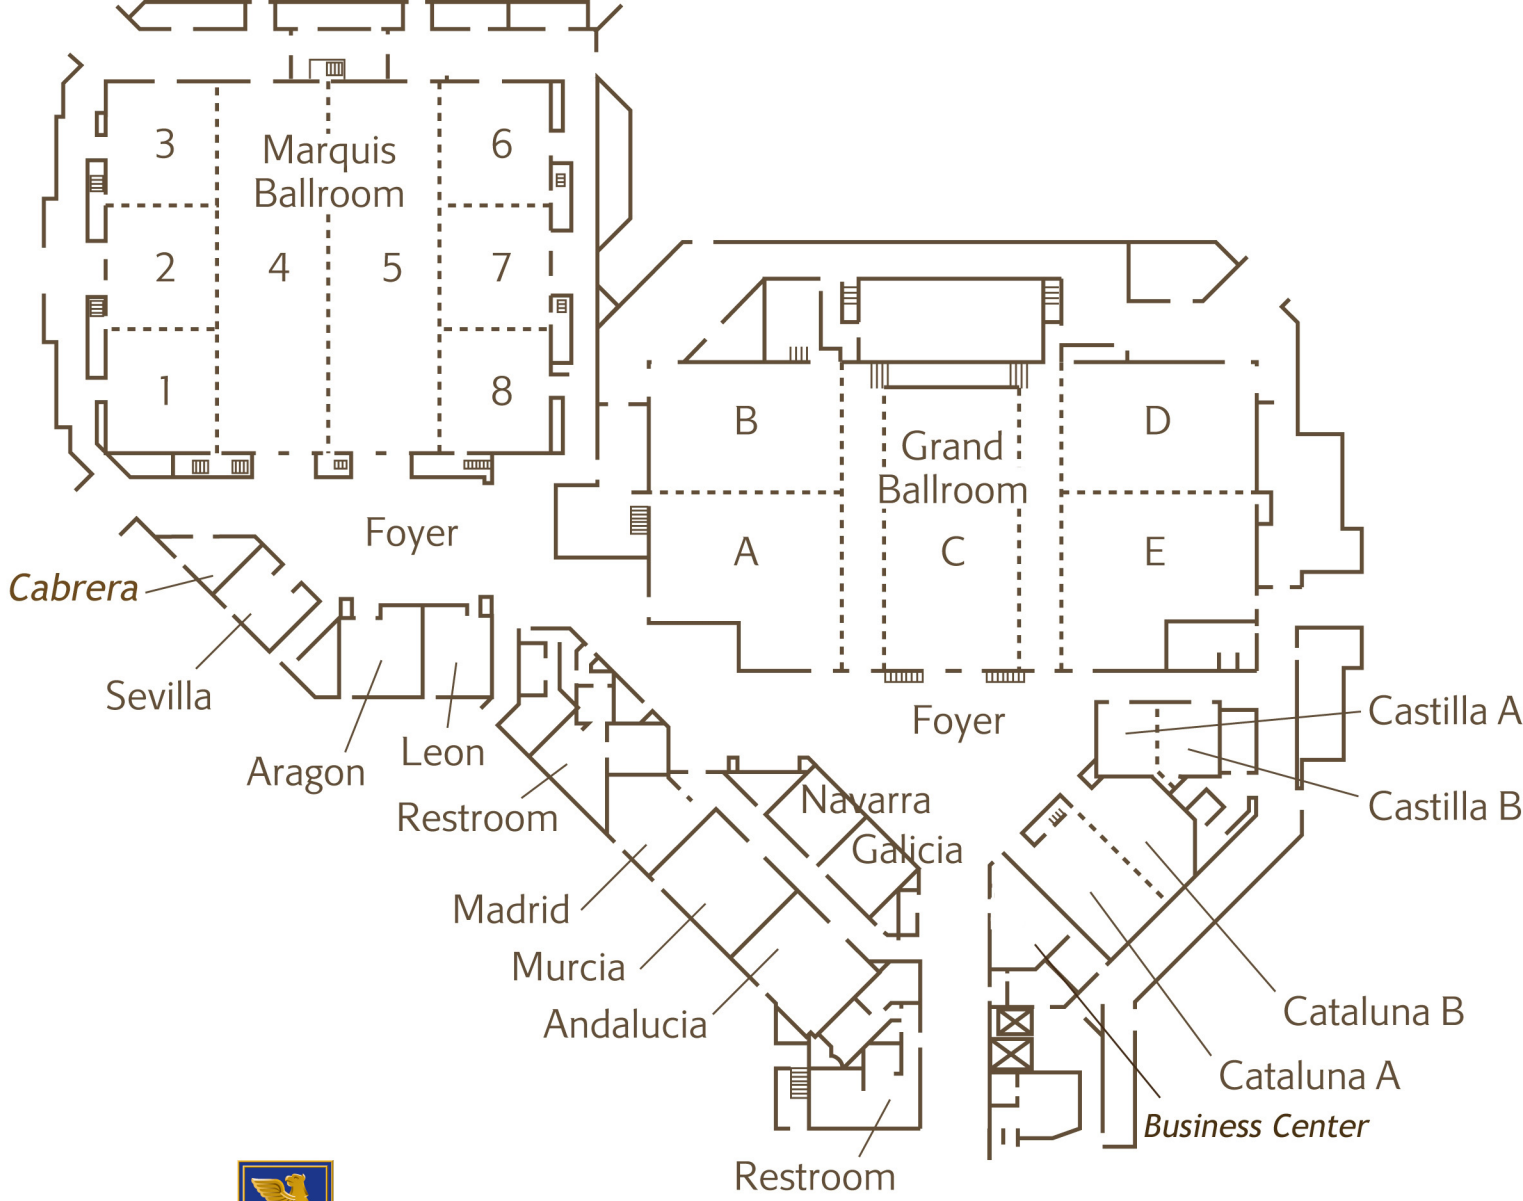 3
Marquis
Ballroom
6
2
4
5
7
1
8
B
Grand
Ballroom
D
A
C
E
Foyer
Cabrera
Sevilla
Aragon
Leon
Restroom
Foyer
Castilla A
Castilla B
Navarra
Galicia
Madrid
Murcia
Andalucia
Cataluna B
Cataluna A
Business Center
Restroom